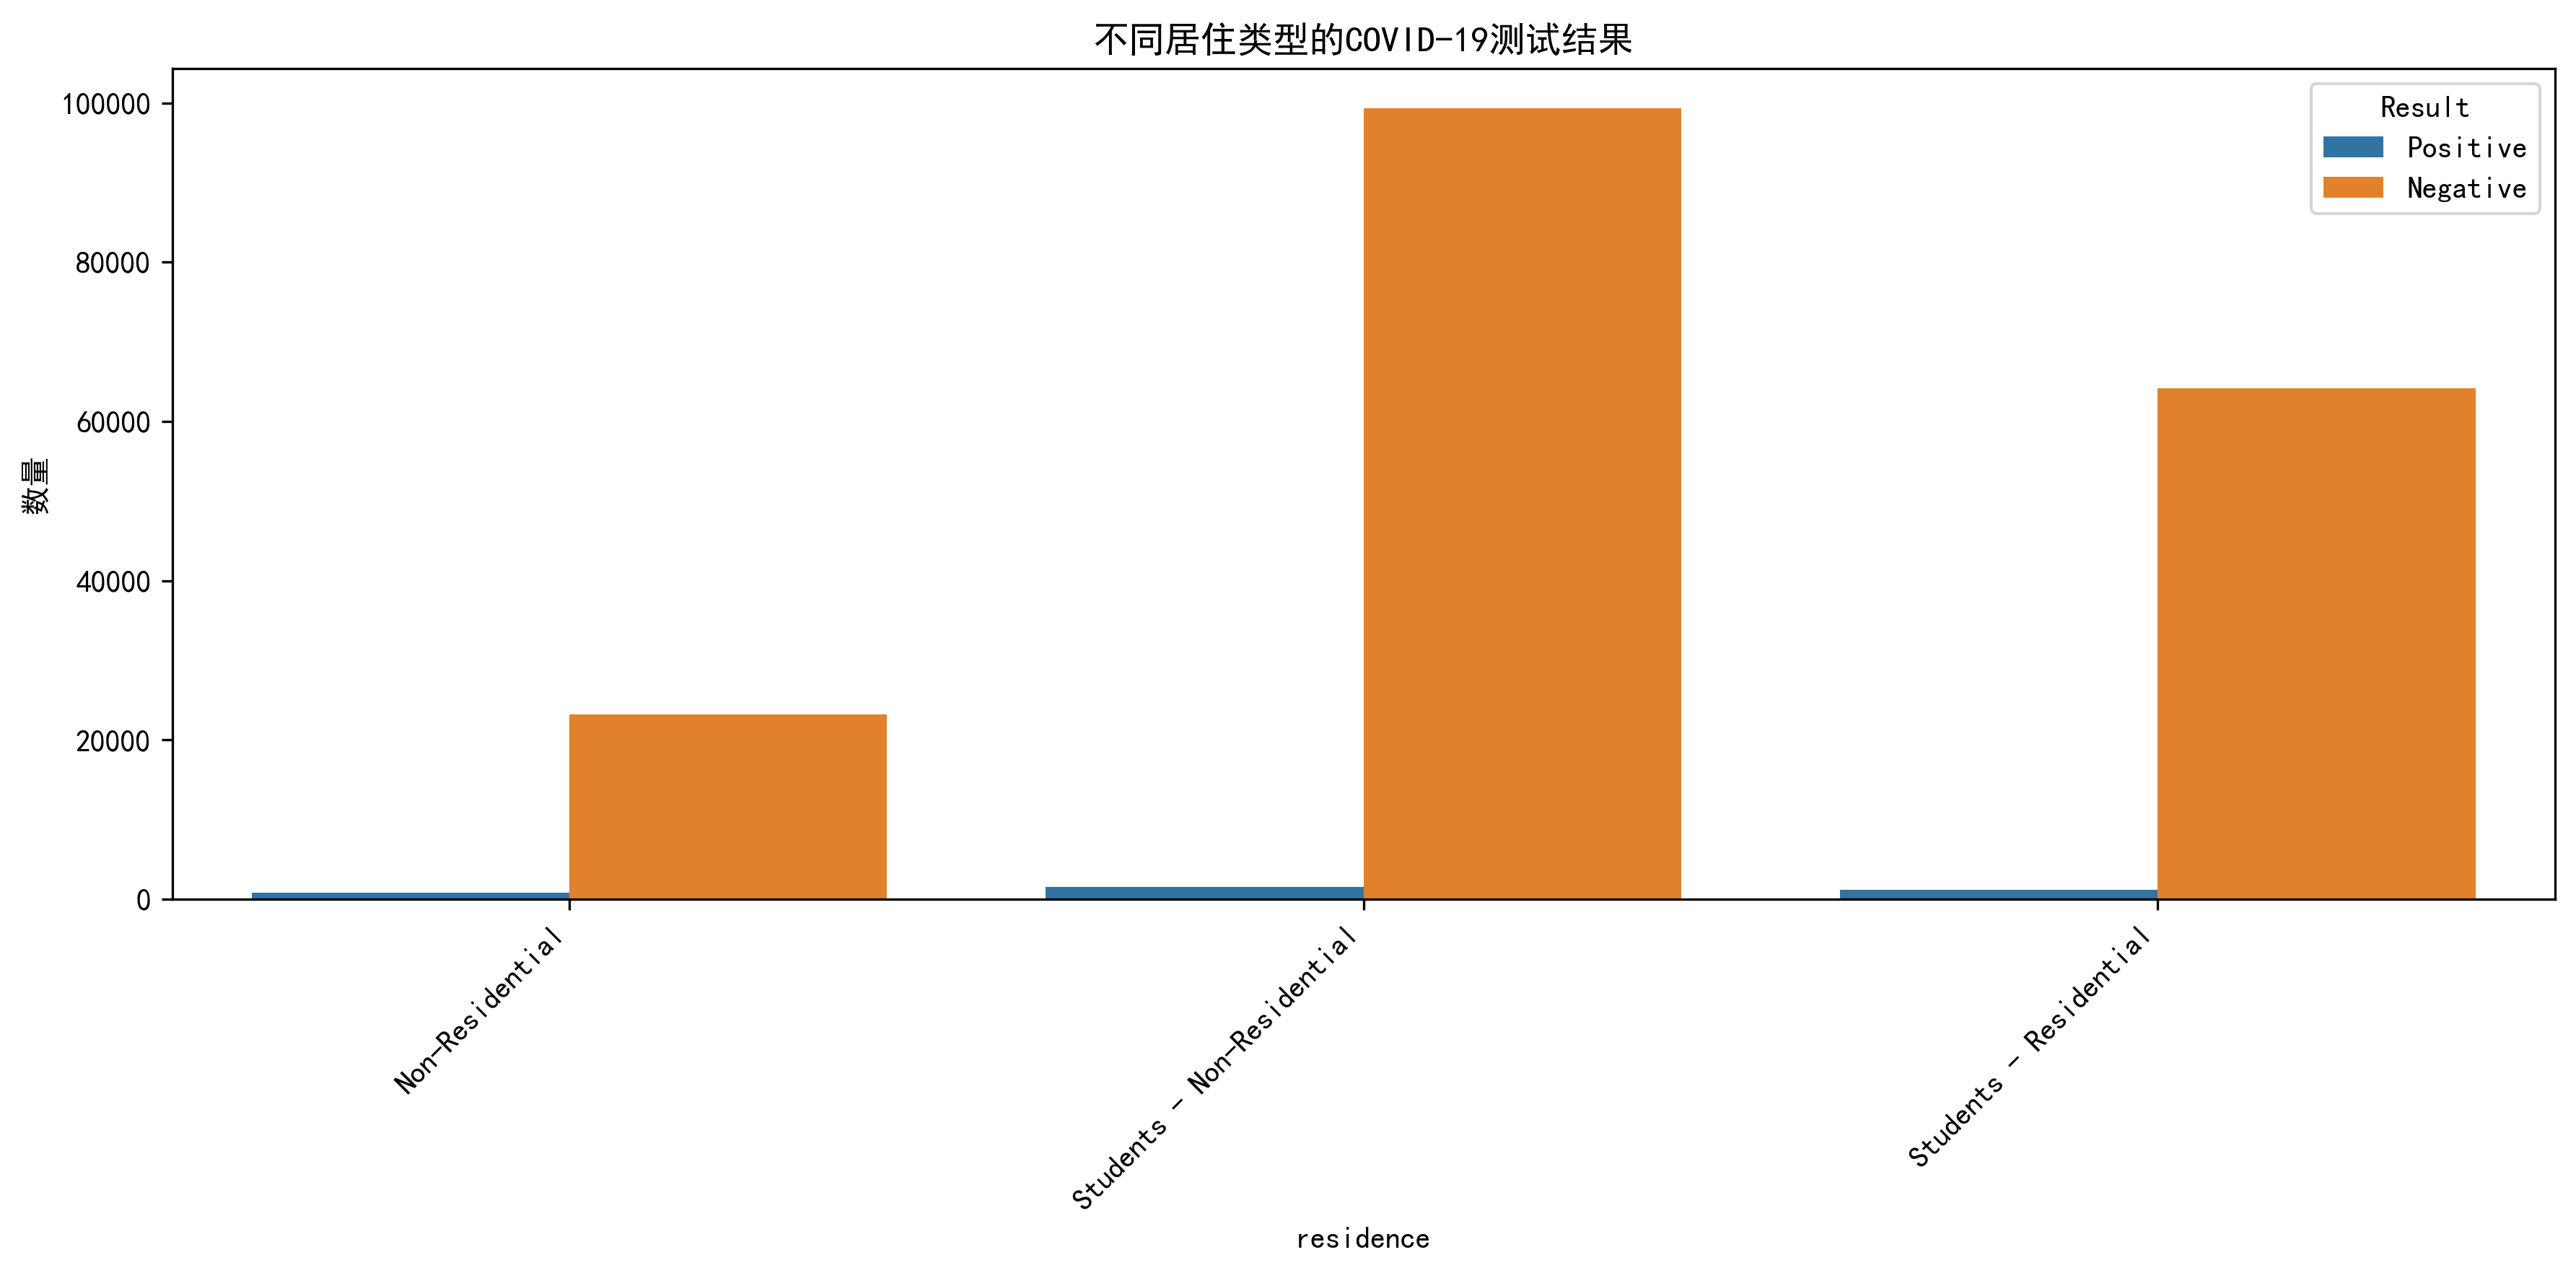 不同居住类型的COVID-19测试结果
Result
Positive
Negative
数量
100000
80000
60000
40000
20000
0
Non-Residential
Students - Non-Residential
Students - Residential
residence